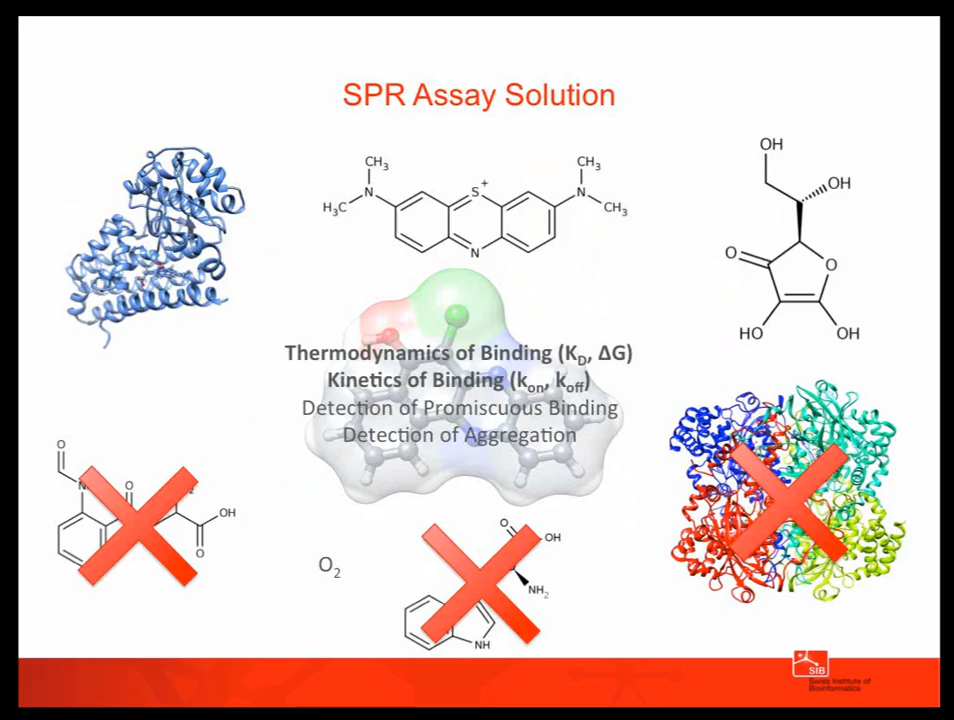 SPR Assay Solution
CH3
CH3
N
S+
N
H3C
CH3
N
OH
OH
O
O
HO
OH
Thermodynamics of Binding (KD, ΔG)
Kinetics of Binding (kon, koff)
Detection of Promiscuous Binding
Detection of Aggregation
O
N
O
2
OH
O
O2
O
OH
NH2
NH
SIB
Swiss Institute of
Bioinformatics